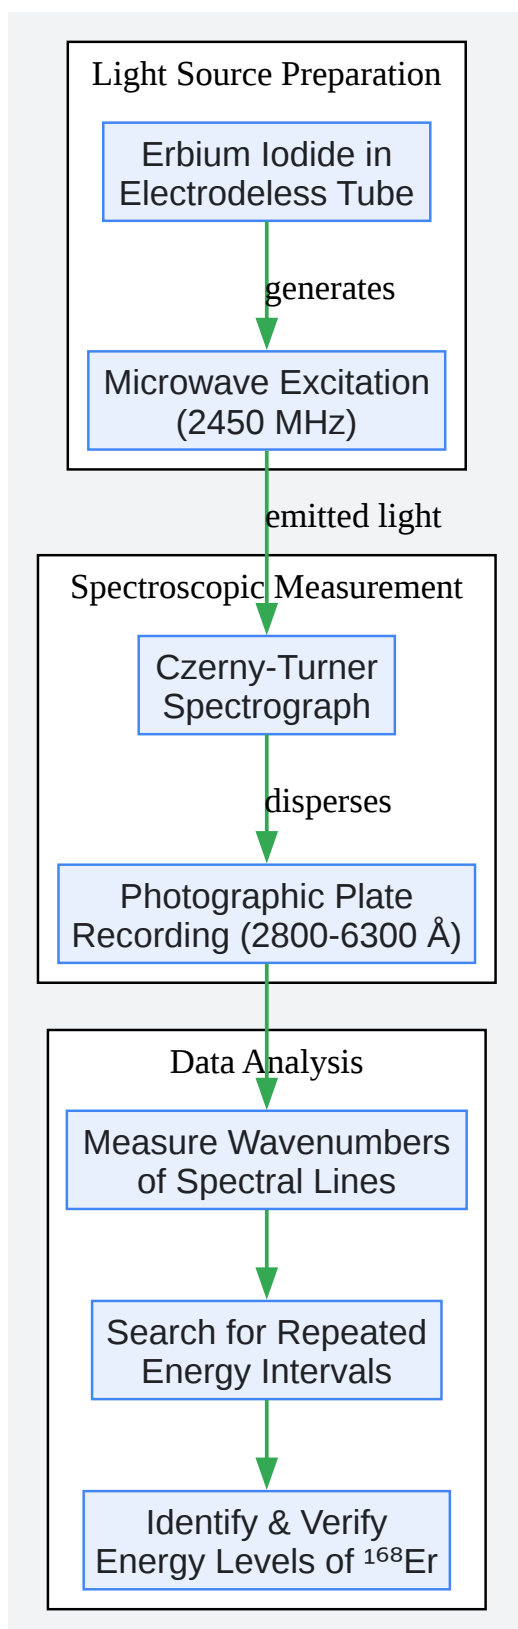 Light Source Preparation
Erbium Iodide in
Electrodeless Tube
generates
Microwave Excitation
(2450 MHz)
emitted light
Spectroscopic Measurement
Czerny-Turner
Spectrograph
disperses
Photographic Plate
Recording (2800-6300 Å)
Data Analysis
Measure Wavenumbers
of Spectral Lines
Search for Repeated
Energy Intervals
Identify & Verify
Energy Levels of ¹⁶⁸Er